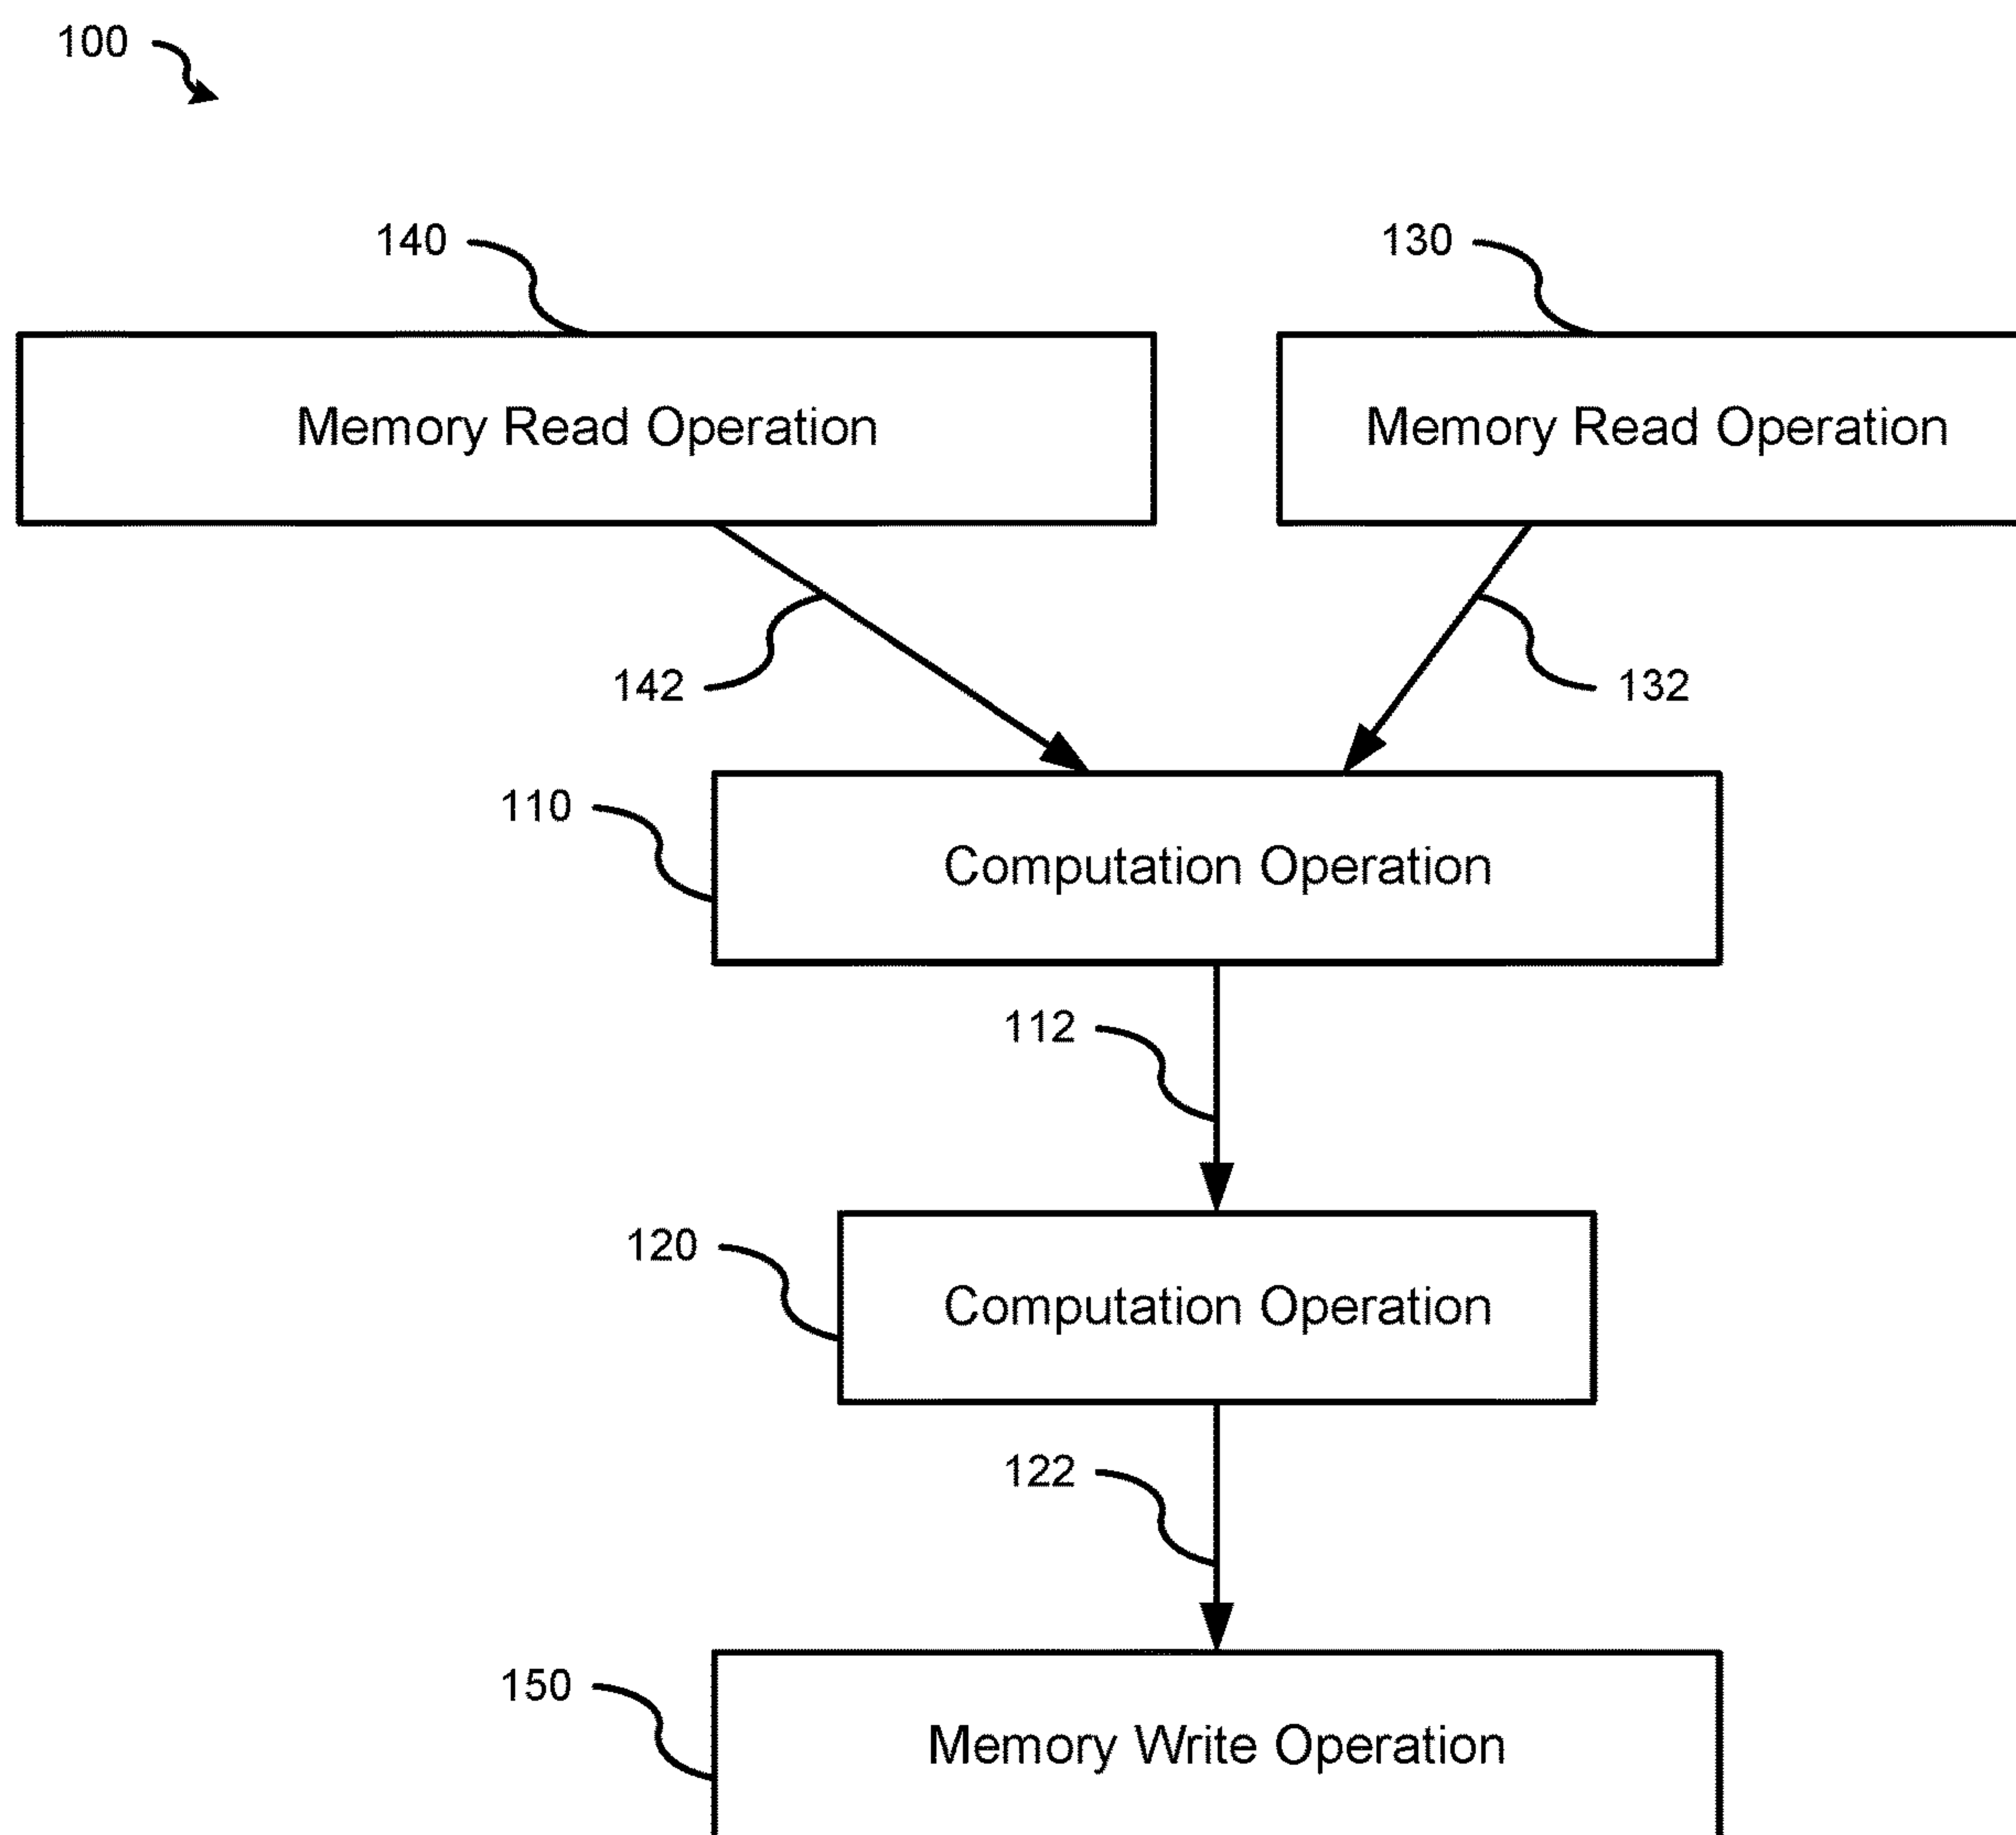 100
140
130
Memory Read Operation
Memory Read Operation
142
132
110
Computation Operation
112
120
Computation Operation
122
150
Memory Write Operation